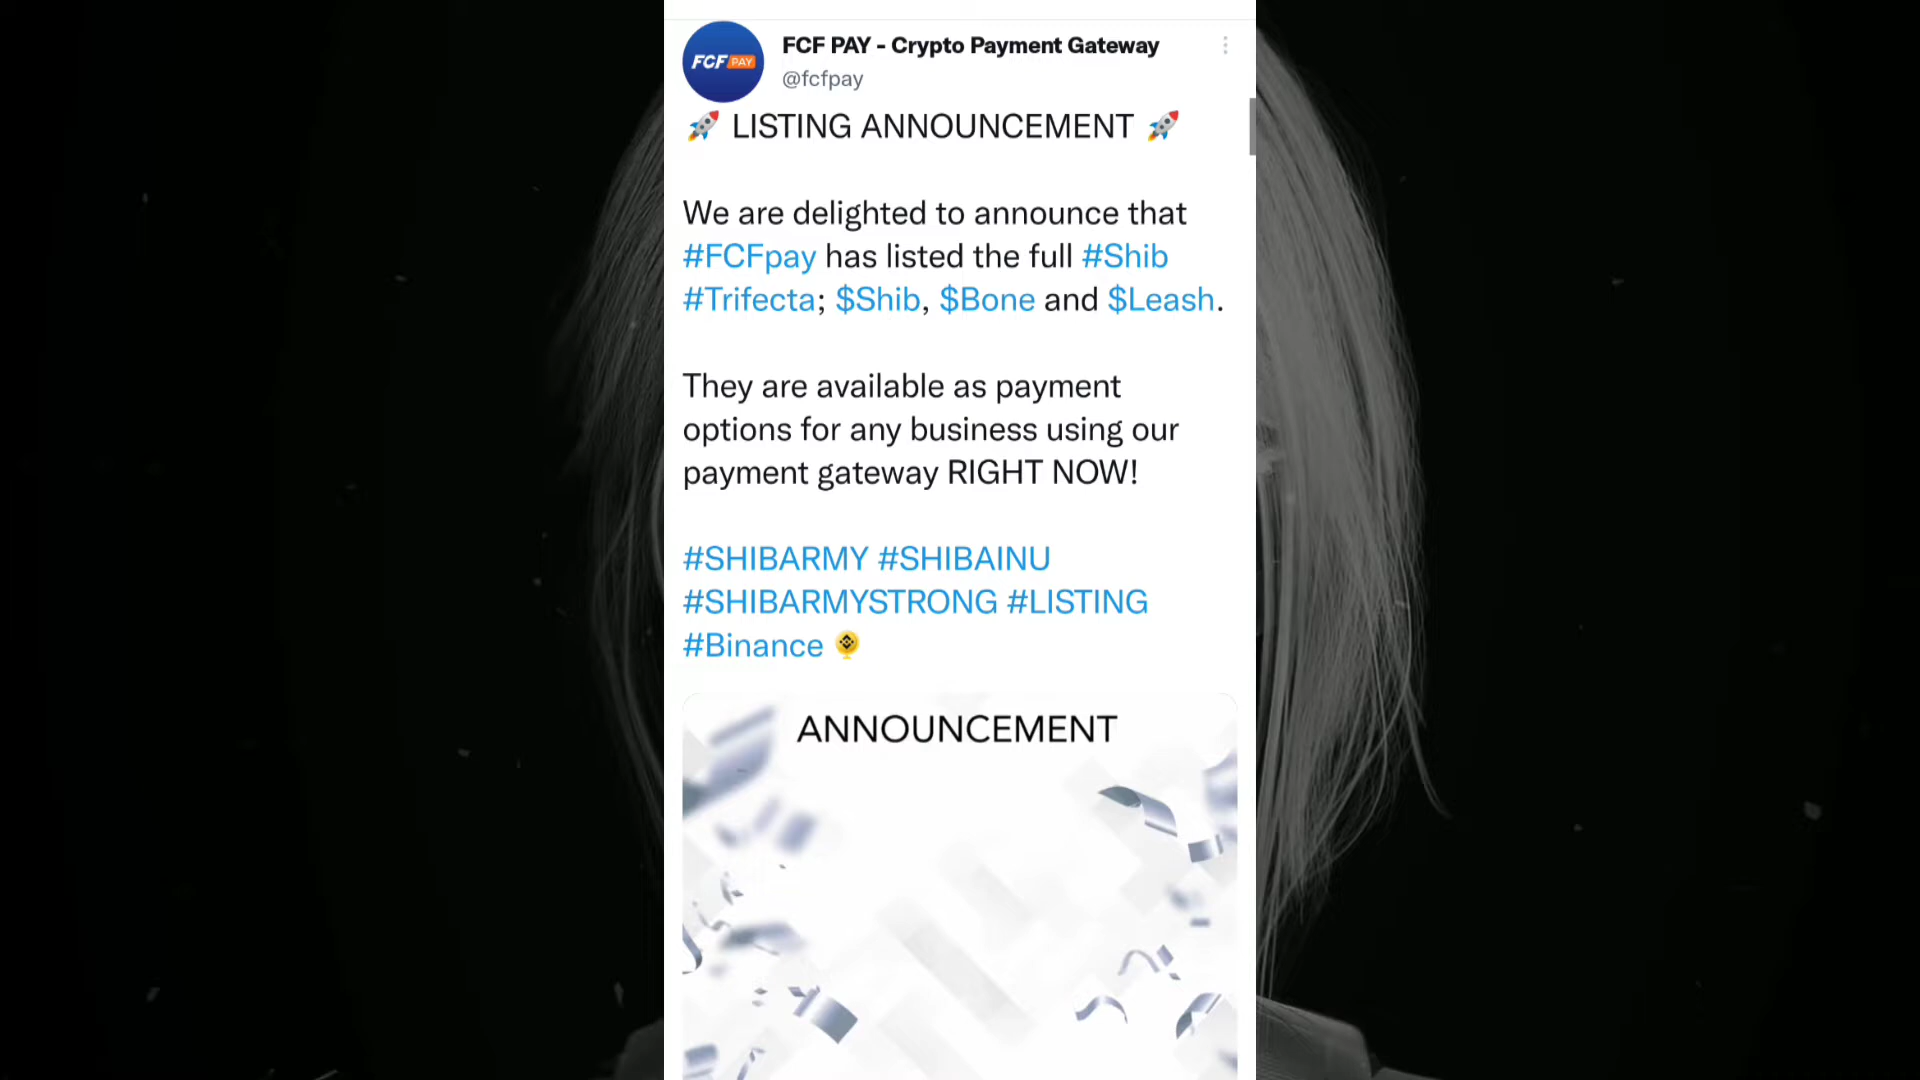 FCF PAY
FCF PAY - Crypto Payment Gateway
@fcfpay
🚀 LISTING ANNOUNCEMENT 🚀
We are delighted to announce that
#FCFpay has listed the full #Shib
#Trifecta; $Shib, $Bone and $Leash.
They are available as payment
options for any business using our
payment gateway RIGHT NOW!
#SHIBARMY #SHIBAINU
#SHIBARMYSTRONG #LISTING
#Binance
ANNOUNCEMENT